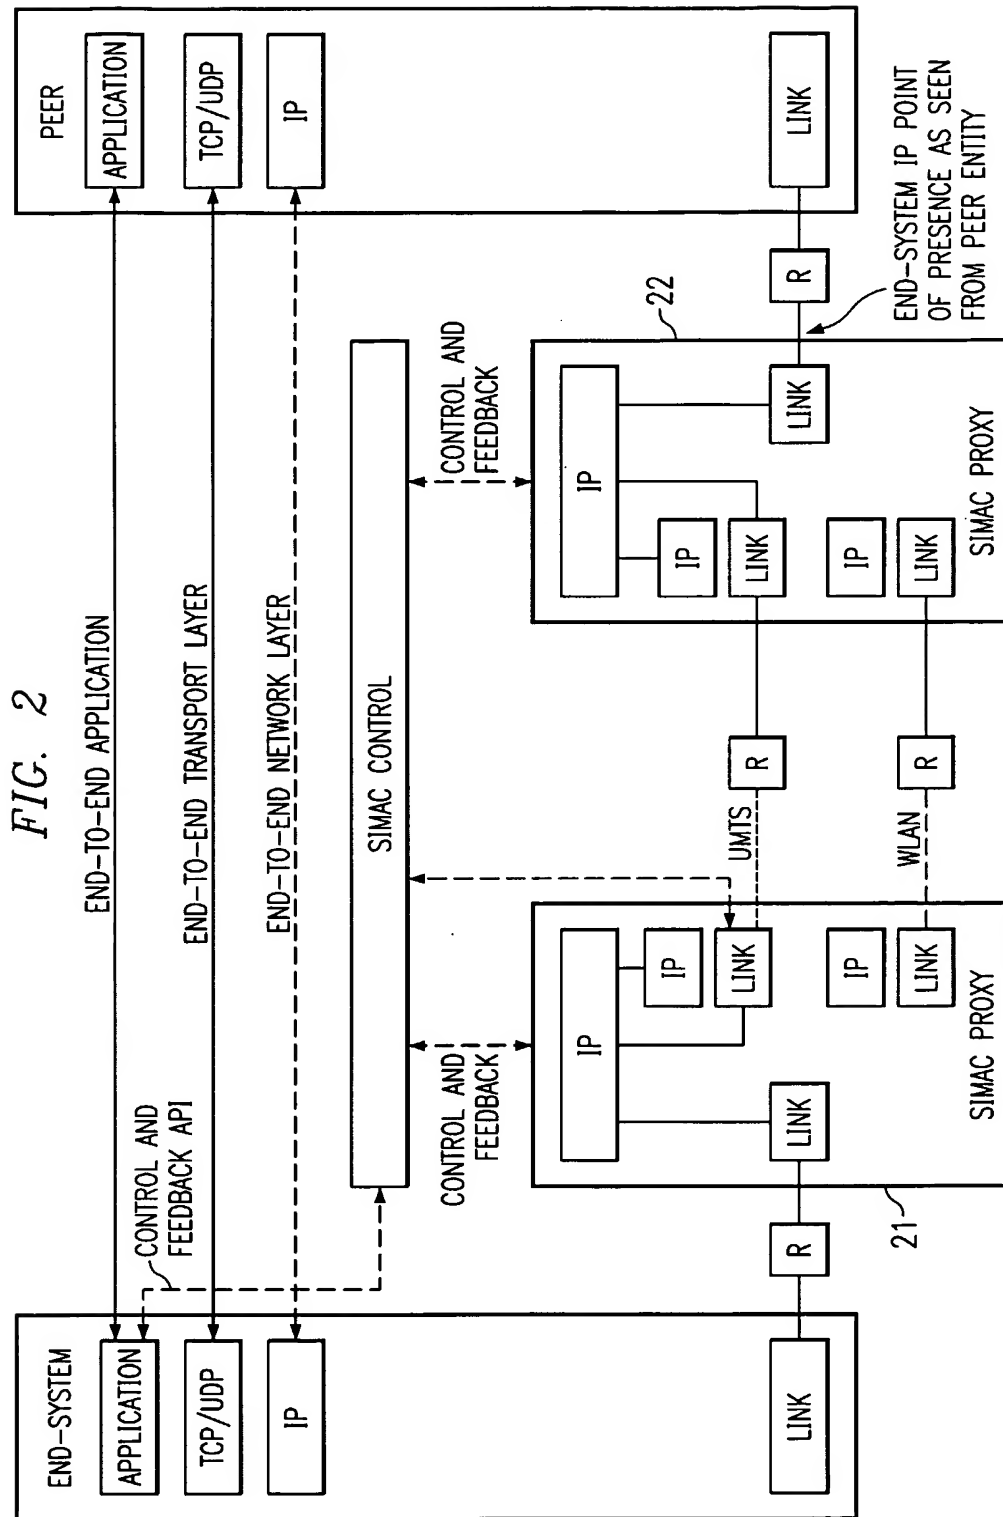 FIG. 2
END-SYSTEM
APPLICATION
TCP/UDP
IP
LINK
PEER
APPLICATION
TCP/UDP
IP
LINK
END-TO-END APPLICATION
CONTROL AND
FEEDBACK API
END-TO-END TRANSPORT LAYER
END-TO-END NETWORK LAYER
SIMAC CONTROL
CONTROL AND
FEEDBACK
CONTROL AND
FEEDBACK
R
21
IP
LINK
IP
LINK
IP
LINK
SIMAC PROXY
UMTS
R
WLAN
R
22
IP
IP
LINK
LINK
IP
LINK
SIMAC PROXY
R
END-SYSTEM IP POINT
OF PRESENCE AS SEEN
FROM PEER ENTITY